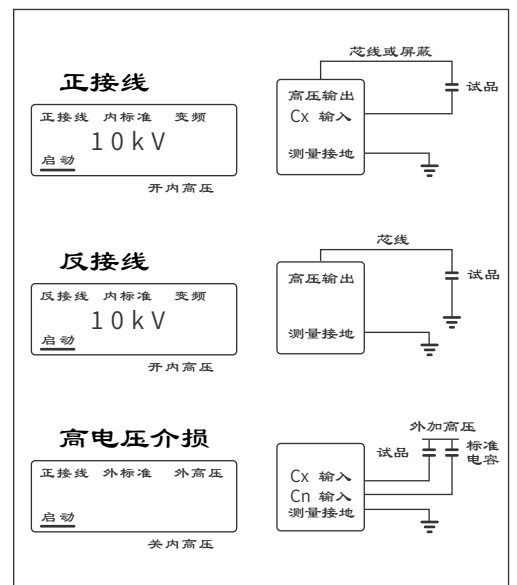 正接线
正接线 内标准 变频
10kV
启动
开内高压
芯线或屏蔽
试品
高压输出
Cx 输入
测量接地
反接线
反接线 内标准 变频
10kV
启动
开内高压
芯线
试品
高压输出
测量接地
高电压介损
正接线 外标准 外高压
启动
关内高压
外加高压
试品
标准
电容
Cx 输入
Cn 输入
测量接地